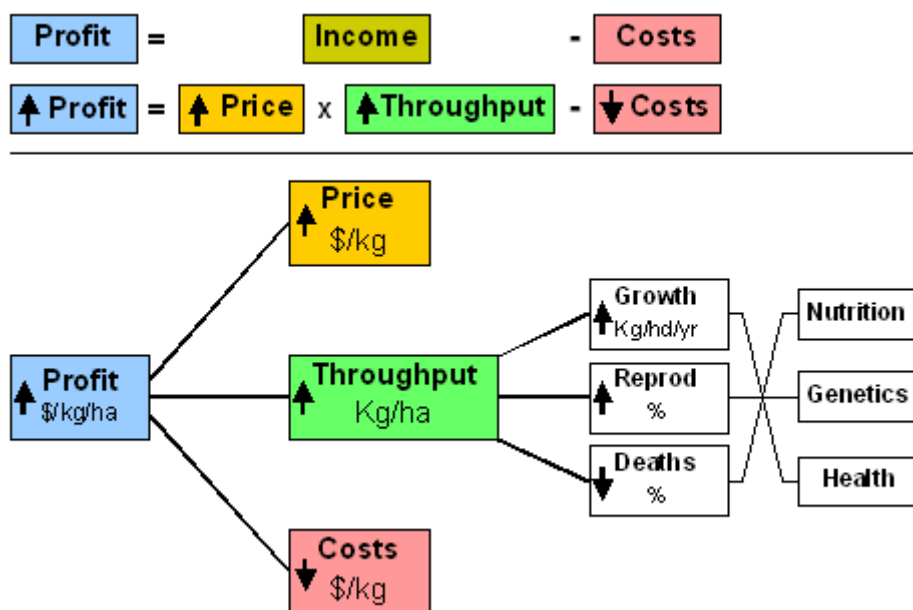 Profit = Income - Costs
Profit = Price x Throughput - Costs
Price
$/kg
Growth
Kg/hd/yr
Nutrition
Profit
$/kg/ha
Throughput
Kg/ha
Reprod
%
Genetics
Deaths
%
Health
Costs
$/kg